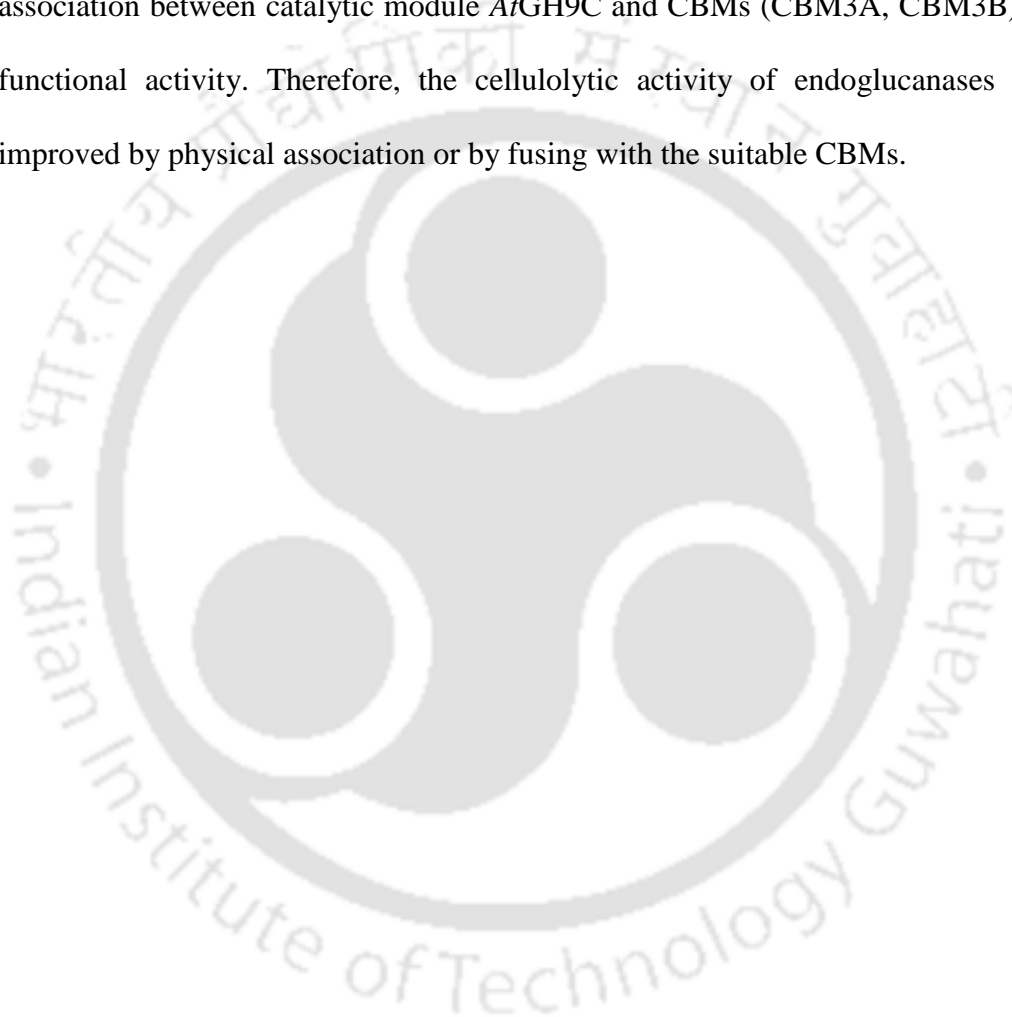 association between catalytic module AtGH9C and CBMs (CBM3A, CBM3B)
functional activity. Therefore, the cellulolytic activity of endoglucanases
improved by physical association or by fusing with the suitable CBMs.
भारतीय प्रौद्योगिकी संस्थान गुवाहाटी
• Indian Institute of Technology Guwahati •